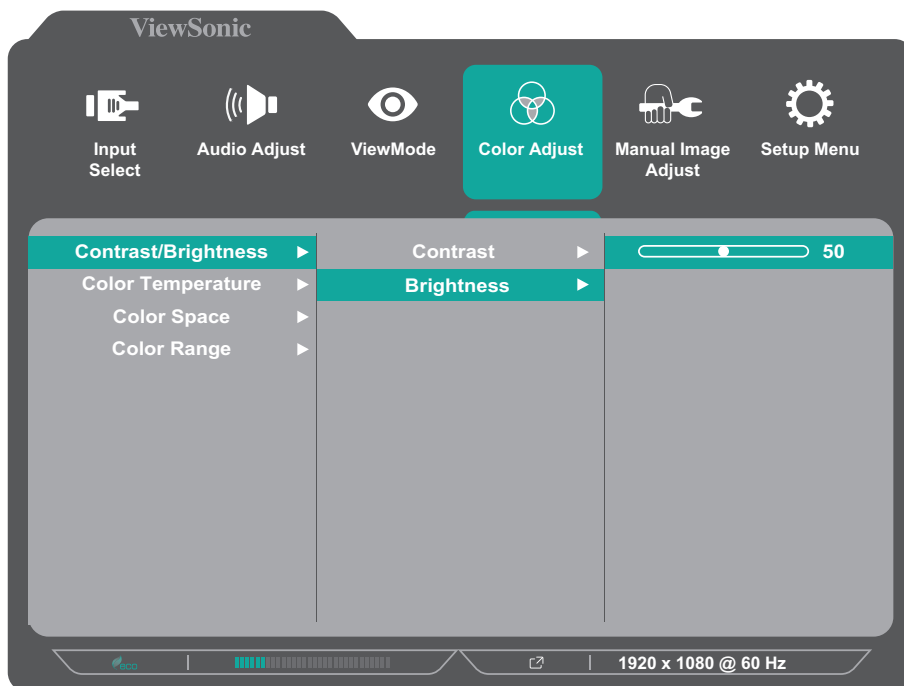 ViewSonic
Input
Select
Audio Adjust
ViewMode
Color Adjust
Manual Image
Adjust
Setup Menu
Contrast/Brightness
Color Temperature
Color Space
Color Range
Contrast
Brightness
50
eco
1920 x 1080 @ 60 Hz